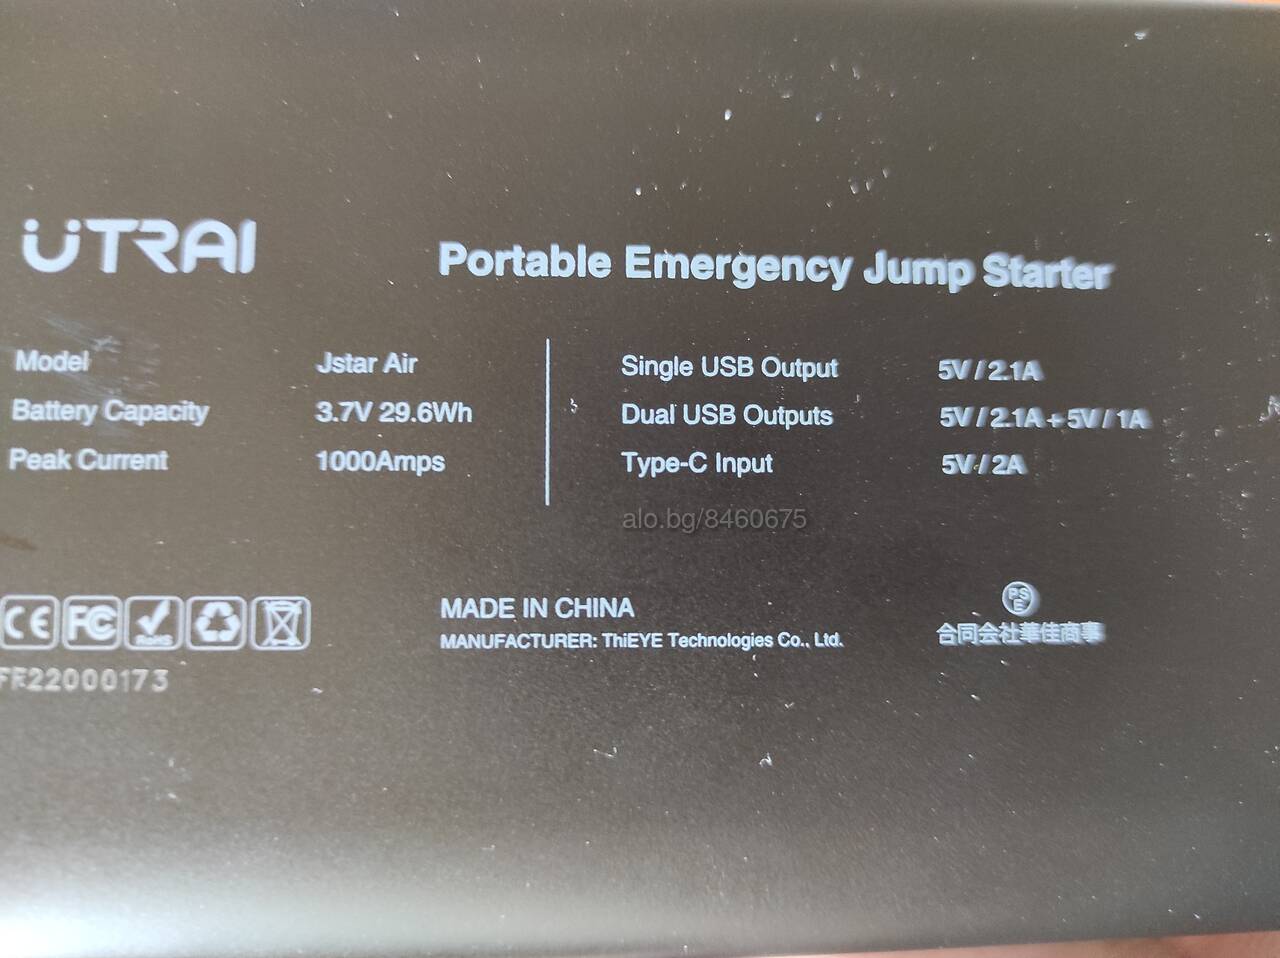 UTRAI
Portable Emergency Jump Starter
Model Jstar Air
Battery Capacity 3.7V 29.6Wh
Peak Current 1000Amps
Single USB Output 5V / 2.1A
Dual USB Outputs 5V / 2.1A + 5V / 1A
Type-C Input 5V / 2A
alo.bg/8460675
CE FC RoHS
FR22000173
MADE IN CHINA
MANUFACTURER: ThiEYE Technologies Co., Ltd.
PS
E
合同会社華佳商事